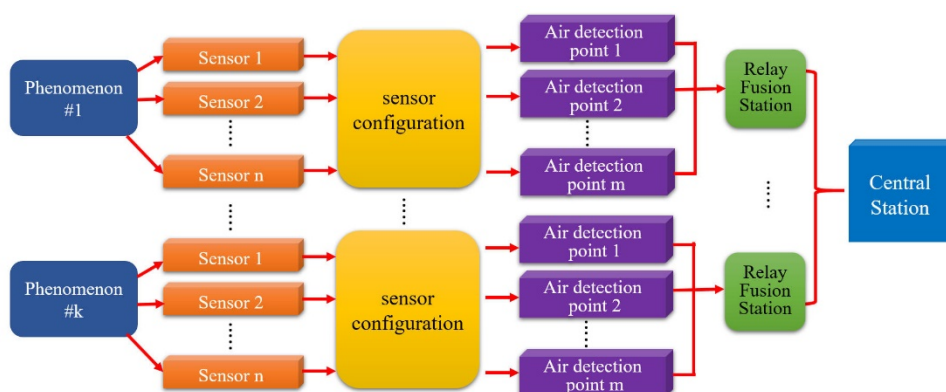 Phenomenon
#1
Sensor 1
Sensor 2
Sensor n
sensor
configuration
Air detection
point 1
Air detection
point 2
Air detection
point m
Relay
Fusion
Station
Central
Station
Phenomenon
#k
Sensor 1
Sensor 2
Sensor n
sensor
configuration
Air detection
point 1
Air detection
point 2
Air detection
point m
Relay
Fusion
Station